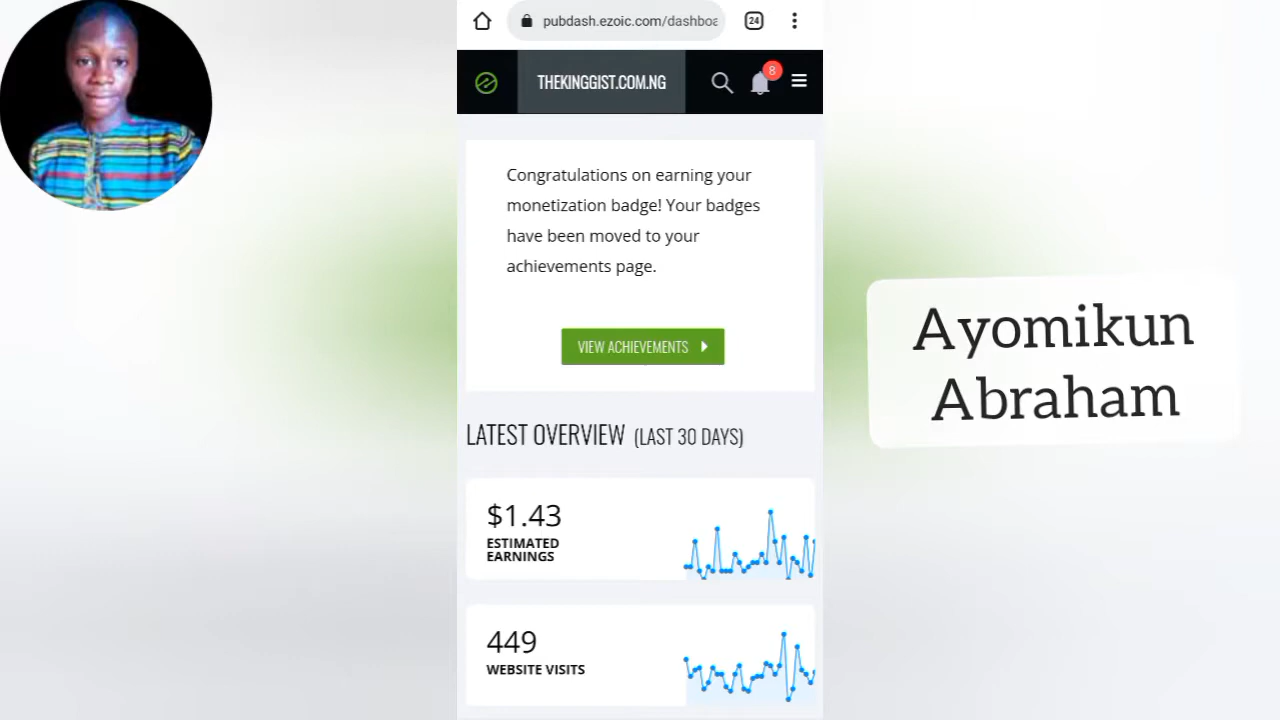 pubdash.ezoic.com/dashboa
24
THEKINGGIST.COM.NG
8
Congratulations on earning your
monetization badge! Your badges
have been moved to your
achievements page.
VIEW ACHIEVEMENTS
LATEST OVERVIEW (LAST 30 DAYS)
$1.43
ESTIMATED
EARNINGS
449
WEBSITE VISITS
Ayomikun
Abraham